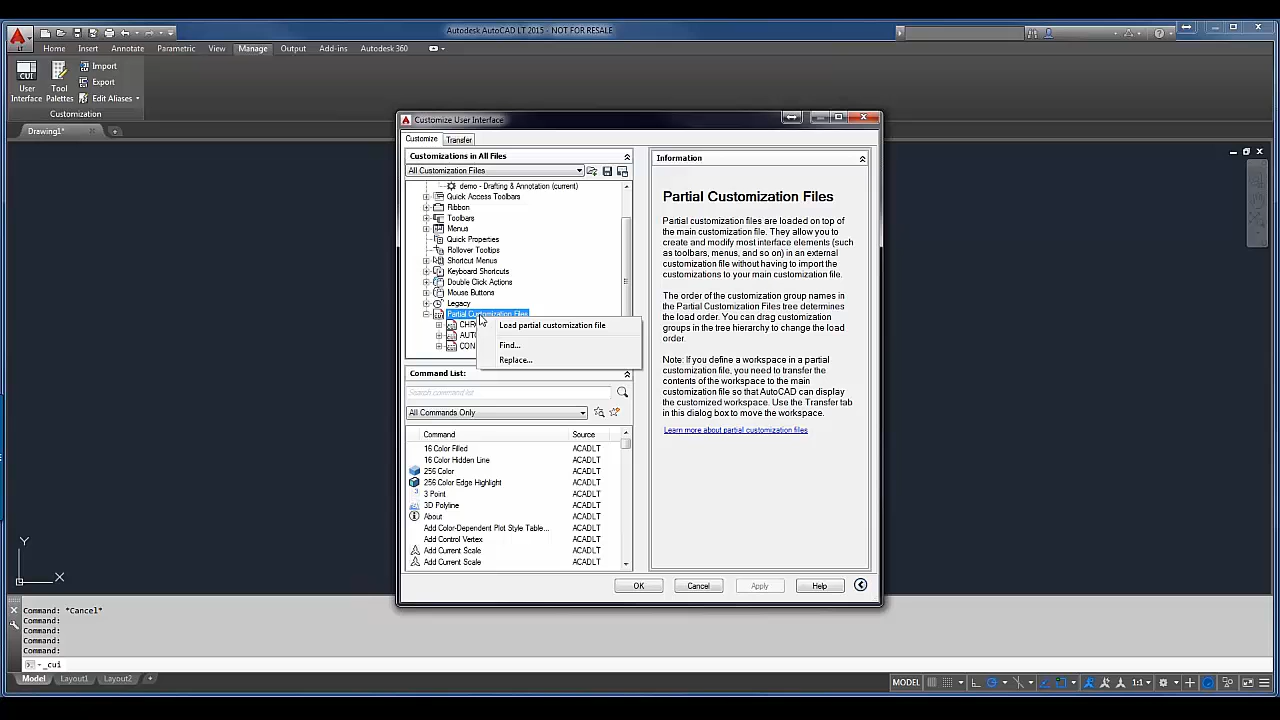 Autodesk AutoCAD LT 2015 - NOT FOR RESALE
LT
Home Insert Annotate Parametric View Manage Output Add-ins Autodesk 360
CUI
User Interface
Tool Palettes
Import
Export
Edit Aliases
Customization
Drawing1*
Customize User Interface
Customize Transfer
Customizations in All Files
All Customization Files
demo - Drafting & Annotation (current)
Quick Access Toolbars
Ribbon
Toolbars
Menus
Quick Properties
Rollover Tooltips
Shortcut Menus
Keyboard Shortcuts
Double Click Actions
Mouse Buttons
Legacy
Partial Customization Files
Load partial customization file
Find...
Replace...
Command List:
Search command list
All Commands Only
Command Source
16 Color Filled ACADLT
16 Color Hidden Line ACADLT
256 Color ACADLT
256 Color Edge Highlight ACADLT
3 Point ACADLT
3D Polyline ACADLT
About ACADLT
Add Color-Dependent Plot Style Table... ACADLT
Add Control Vertex ACADLT
Add Current Scale ACADLT
Add Current Scale ACADLT
Information
Partial Customization Files
Partial customization files are loaded on top of
the main customization file. They allow you to
create and modify most interface elements (such
as toolbars, menus, and so on) in an external
customization file without having to import the
customizations to your main customization file.
The order of the customization group names in
the Partial Customization Files tree determines
the load order. You can drag customization
groups in the tree hierarchy to change the load
order.
Note: If you define a workspace in a partial
customization file, you need to transfer the
contents of the workspace to the main
customization file so that AutoCAD can display
the customized workspace. Use the Transfer tab
in this dialog box to move the workspace.
Learn more about partial customization files
OK Cancel Apply Help
Y
X
Command: *Cancel*
Command:
Command:
Command:
Command:
_cui
Model Layout1 Layout2 +
MODEL 1:1